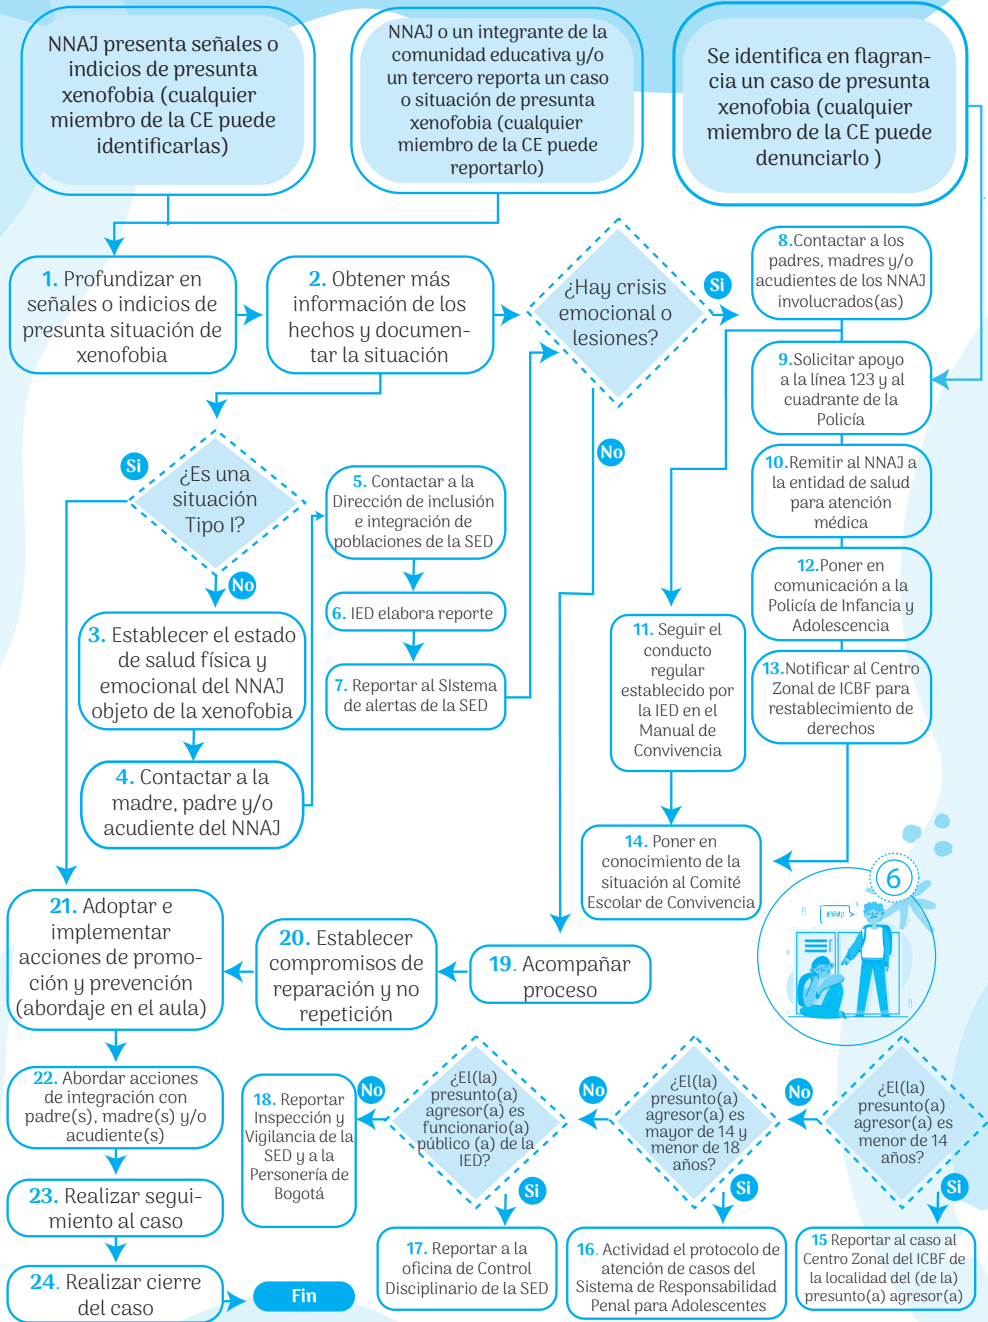 NNAJ presenta señales o
indicios de presunta
xenofobia (cualquier
miembro de la CE puede
identificarlas)
NNAJ o un integrante de la
comunidad educativa y/o
un tercero reporta un caso
o situación de presunta
xenofobia (cualquier
miembro de la CE puede
reportarlo)
Se identifica en flagran-
cia un caso de presunta
xenofobia (cualquier
miembro de la CE puede
denunciarlo )
1. Profundizar en
señales o indicios de
presunta situación de
xenofobia
2. Obtener más
información de los
hechos y documen-
tar la situación
¿Hay crisis
emocional o
lesiones?
Si
No
8.Contactar a los
padres, madres y/o
acudientes de los NNAJ
involucrados(as)
9.Solicitar apoyo
a la línea 123 y al
cuadrante de la
Policía
10.Remitir al NNAJ a
la entidad de salud
para atención
médica
12.Poner en
comunicación a la
Policía de Infancia y
Adolescencia
13.Notificar al Centro
Zonal de ICBF para
restablecimiento de
derechos
¿Es una
situación
Tipo I?
Si
No
3. Establecer el estado
de salud física y
emocional del NNAJ
objeto de la xenofobia
4. Contactar a la
madre, padre y/o
acudiente del NNAJ
5. Contactar a la
Dirección de inclusión
e integración de
poblaciones de la SED
6. IED elabora reporte
7. Reportar al SIstema
de alertas de la SED
11. Seguir el
conducto
regular
establecido por
la IED en el
Manual de
Convivencia
14. Poner en
conocimiento de la
situación al Comité
Escolar de Convivencia
6
#!@#¡!
!!
!!
21. Adoptar e
implementar
acciones de promo-
ción y prevención
(abordaje en el aula)
20. Establecer
compromisos de
reparación y no
repetición
19. Acompañar
proceso
22. Abordar acciones
de integración con
padre(s), madre(s) y/o
acudiente(s)
23. Realizar segui-
miento al caso
24. Realizar cierre
del caso
Fin
18. Reportar
Inspección y
Vigilancia de la
SED y a la
Personería de
Bogotá
No
¿El(la)
presunto(a)
agresor(a) es
funcionario(a)
público (a) de la
IED?
Si
No
¿El(la)
presunto(a)
agresor(a) es
mayor de 14 y
menor de 18
años?
Si
No
¿El(la)
presunto(a)
agresor(a) es
menor de 14
años?
Si
17. Reportar a la
oficina de Control
Disciplinario de la SED
16. Actividad el protocolo de
atención de casos del
Sistema de Responsabilidad
Penal para Adolescentes
15 Reportar al caso al
Centro Zonal del ICBF de
la localidad del (de la)
presunto(a) agresor(a)